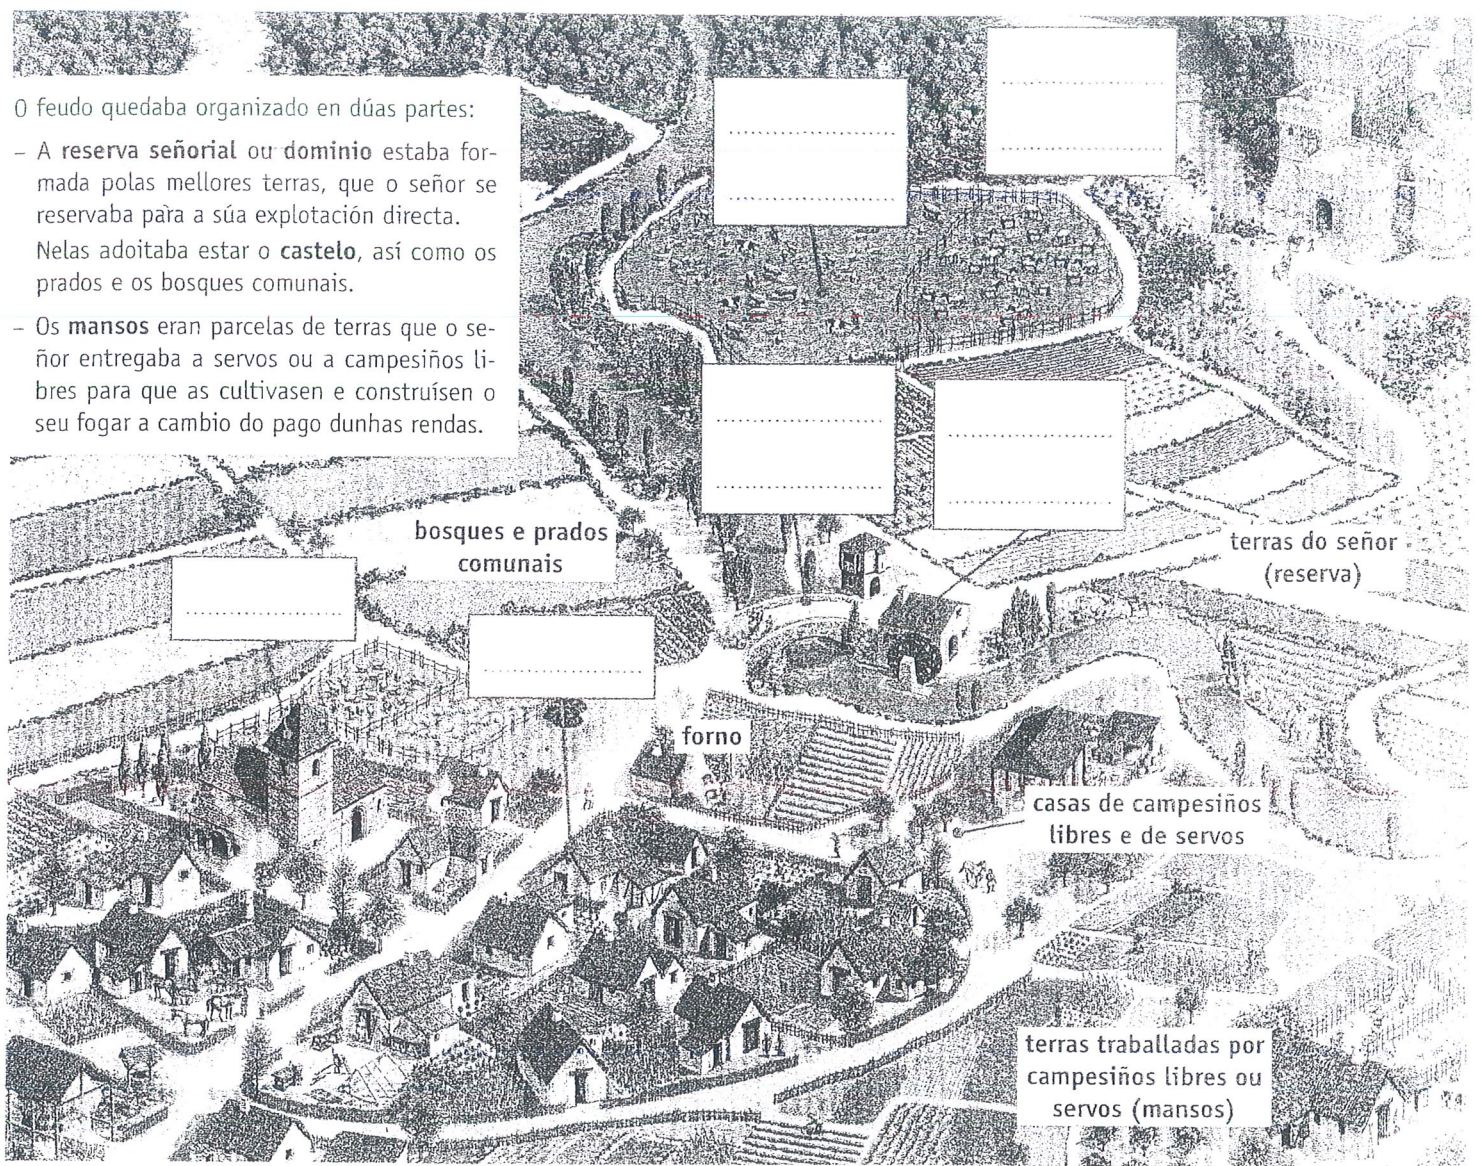 O feudo quedaba organizado en dúas partes:
– A reserva señorial ou dominio estaba for-
mada polas mellores terras, que o señor se
reservaba para a súa explotación directa.
Nelas adoitaba estar o castelo, así como os
prados e os bosques comunais.
– Os mansos eran parcelas de terras que o se-
ñor entregaba a servos ou a campesiños li-
bres para que as cultivasen e construísen o
seu fogar a cambio do pago dunhas rendas.
bosques e prados
comunais
terras do señor
(reserva)
forno
casas de campesiños
libres e de servos
terras traballadas por
campesiños libres ou
servos (mansos)